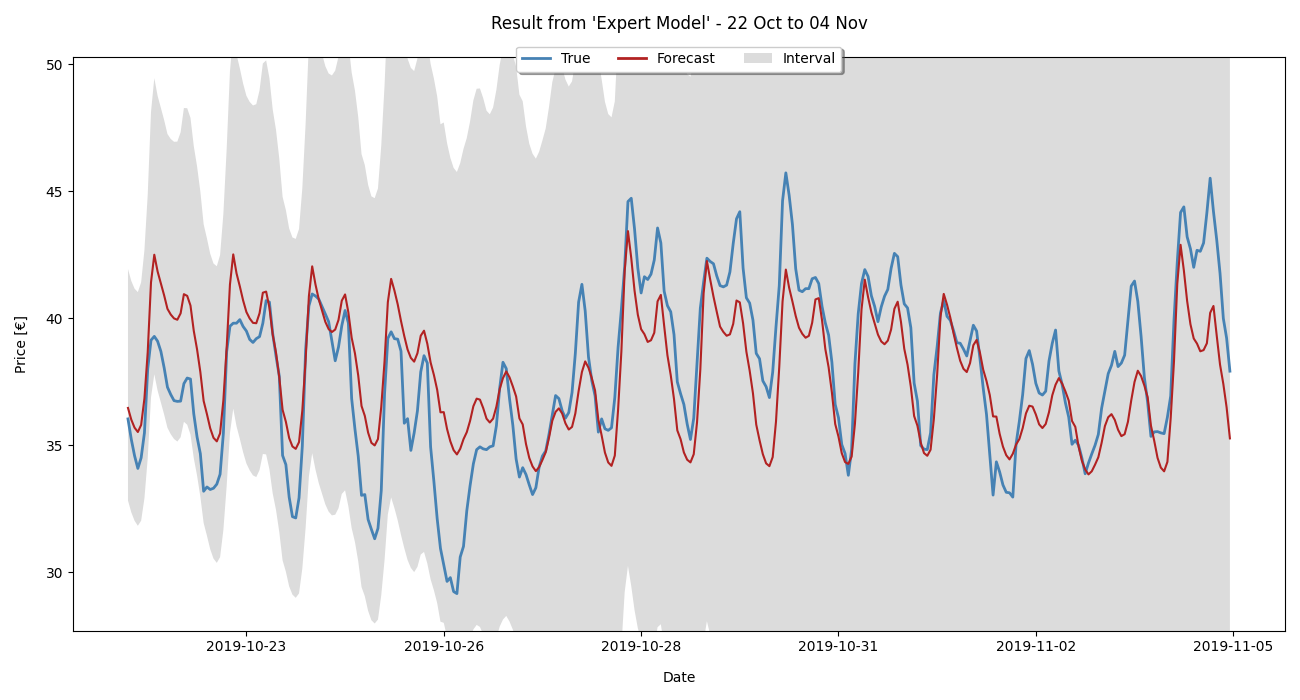 Result from 'Expert Model' - 22 Oct to 04 Nov
True Forecast Interval
50
45
40
35
30
Price [€]
2019-10-23 2019-10-26 2019-10-28 2019-10-31 2019-11-02 2019-11-05
Date